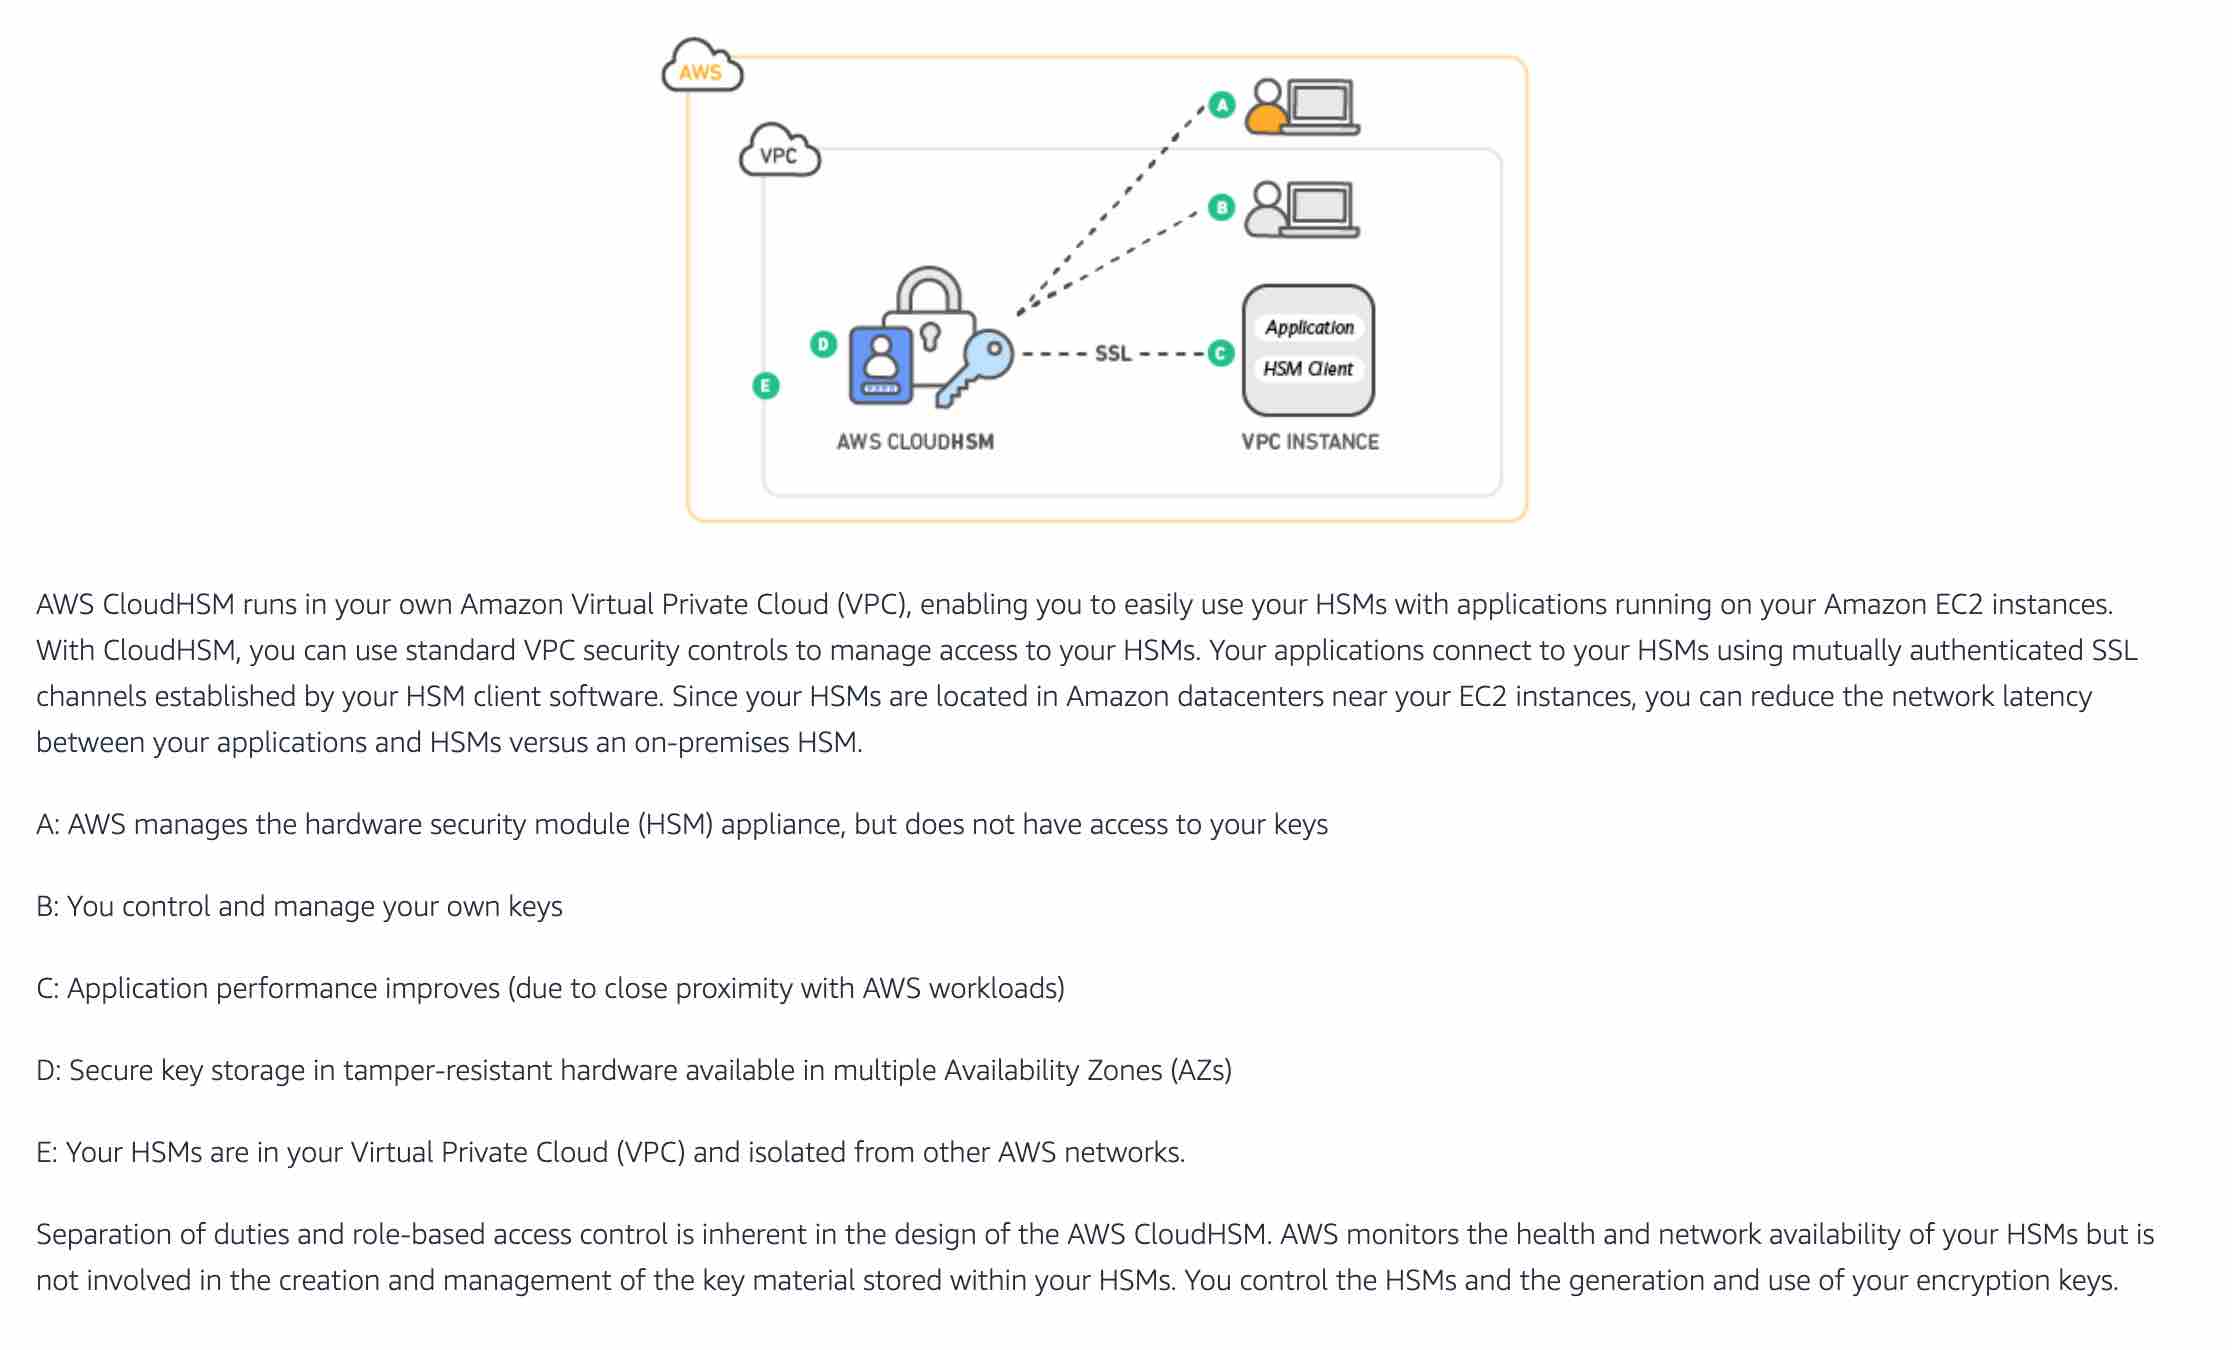 AWS
A
VPC
B
Application
D
SSL
C
HSM Client
E
AWS CLOUDHSM
VPC INSTANCE
AWS CloudHSM runs in your own Amazon Virtual Private Cloud (VPC), enabling you to easily use your HSMs with applications running on your Amazon EC2 instances.
With CloudHSM, you can use standard VPC security controls to manage access to your HSMs. Your applications connect to your HSMs using mutually authenticated SSL
channels established by your HSM client software. Since your HSMs are located in Amazon datacenters near your EC2 instances, you can reduce the network latency
between your applications and HSMs versus an on-premises HSM.
A: AWS manages the hardware security module (HSM) appliance, but does not have access to your keys
B: You control and manage your own keys
C: Application performance improves (due to close proximity with AWS workloads)
D: Secure key storage in tamper-resistant hardware available in multiple Availability Zones (AZs)
E: Your HSMs are in your Virtual Private Cloud (VPC) and isolated from other AWS networks.
Separation of duties and role-based access control is inherent in the design of the AWS CloudHSM. AWS monitors the health and network availability of your HSMs but is
not involved in the creation and management of the key material stored within your HSMs. You control the HSMs and the generation and use of your encryption keys.